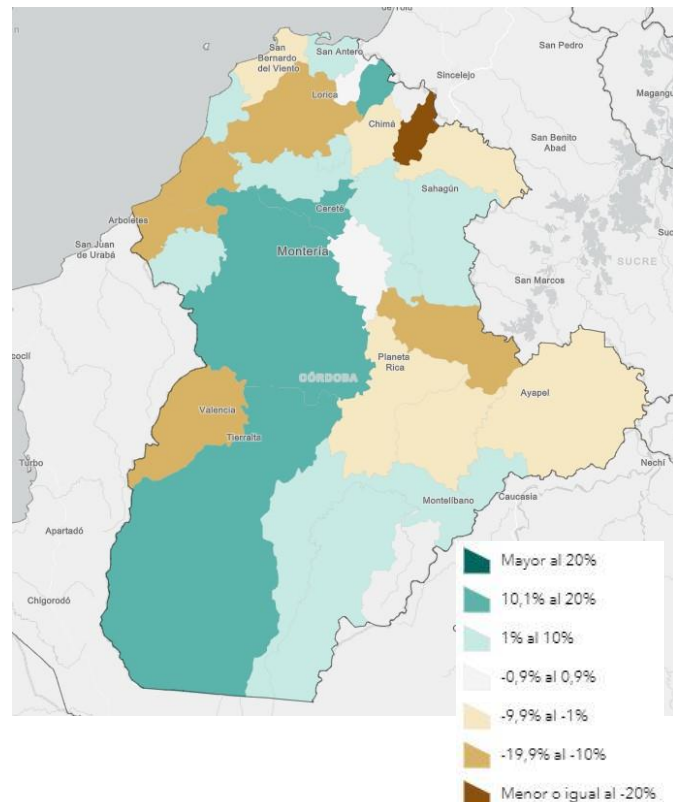 de Tolú
San Antero
San
Bernardo
del Viento
San Pedro
Sincelejo
Magangu
Lorica
Chimá
San Benito
Abad
Sahagún
Arboletes
Cereté
San Juan
de Urabá
Montería
SUCRE
San Marcos
Planeta
Rica
CÓRDOBA
Ayapel
Valencia
Tierralta
Turbo
Nechí
Montelíbano
Caucasia
Apartadó
Chigorodó
Mayor al 20%
10,1% al 20%
1% al 10%
-0,9% al 0,9%
-9,9% al -1%
-19,9% al -10%
Menor o igual al -20%